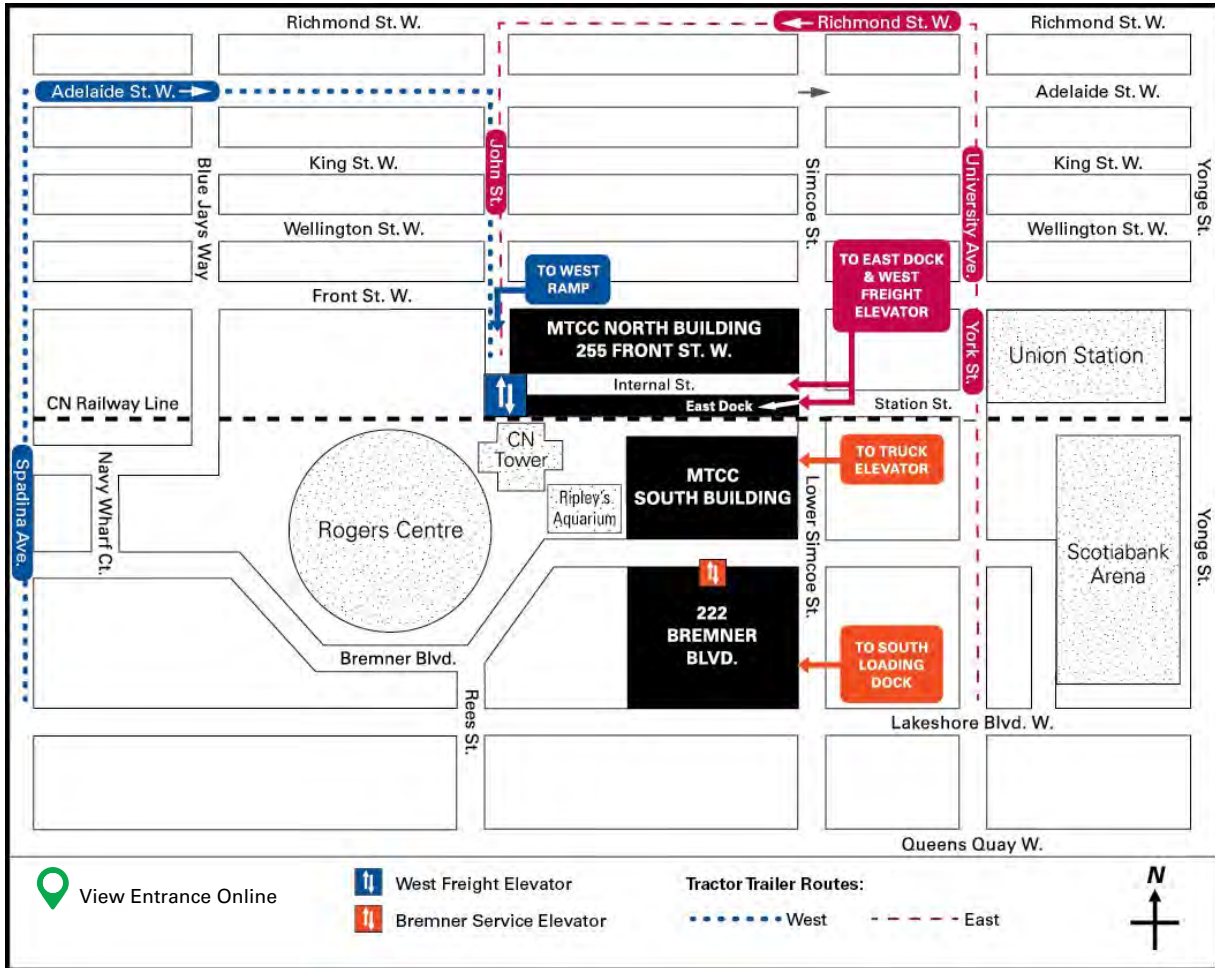 Richmond St. W.
Richmond St. W.
Richmond St. W.
Adelaide St. W.
Adelaide St. W.
King St. W.
King St. W.
John St.
Blue Jays Way
Simcoe St.
University Ave.
Yonge St.
Wellington St. W.
Wellington St. W.
TO WEST
RAMP
TO EAST DOCK
& WEST
FREIGHT
ELEVATOR
Front St. W.
MTCC NORTH BUILDING
255 FRONT ST. W.
York St.
Union Station
Internal St.
CN Railway Line
East Dock
Station St.
Spadina Ave.
Navy Wharf Ct.
CN
Tower
TO TRUCK
ELEVATOR
MTCC
SOUTH BUILDING
Ripley's
Aquarium
Rogers Centre
Lower Simcoe St.
Scotiabank
Arena
Yonge St.
222
BREMNER
BLVD.
TO SOUTH
LOADING
DOCK
Bremner Blvd.
Rees St.
Lakeshore Blvd. W.
Queens Quay W.
View Entrance Online
West Freight Elevator
Bremner Service Elevator
Tractor Trailer Routes:
West
East
N